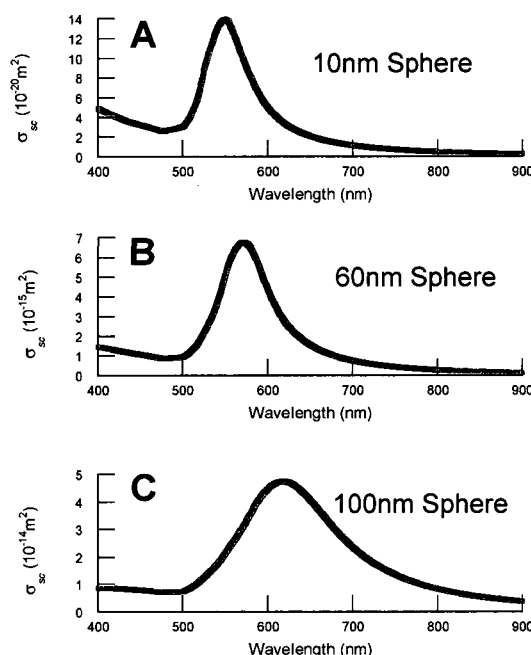 A
10nm Sphere
σsc (10⁻²⁰m²)
14
12
10
8
6
4
2
0
400 500 600 700 800 900
Wavelength (nm)
B
60nm Sphere
σsc (10⁻¹⁵m²)
7
6
5
4
3
2
1
0
400 500 600 700 800 900
Wavelength (nm)
C
100nm Sphere
σsc (10⁻¹⁴m²)
5
4
3
2
1
0
400 500 600 700 800 900
Wavelength (nm)